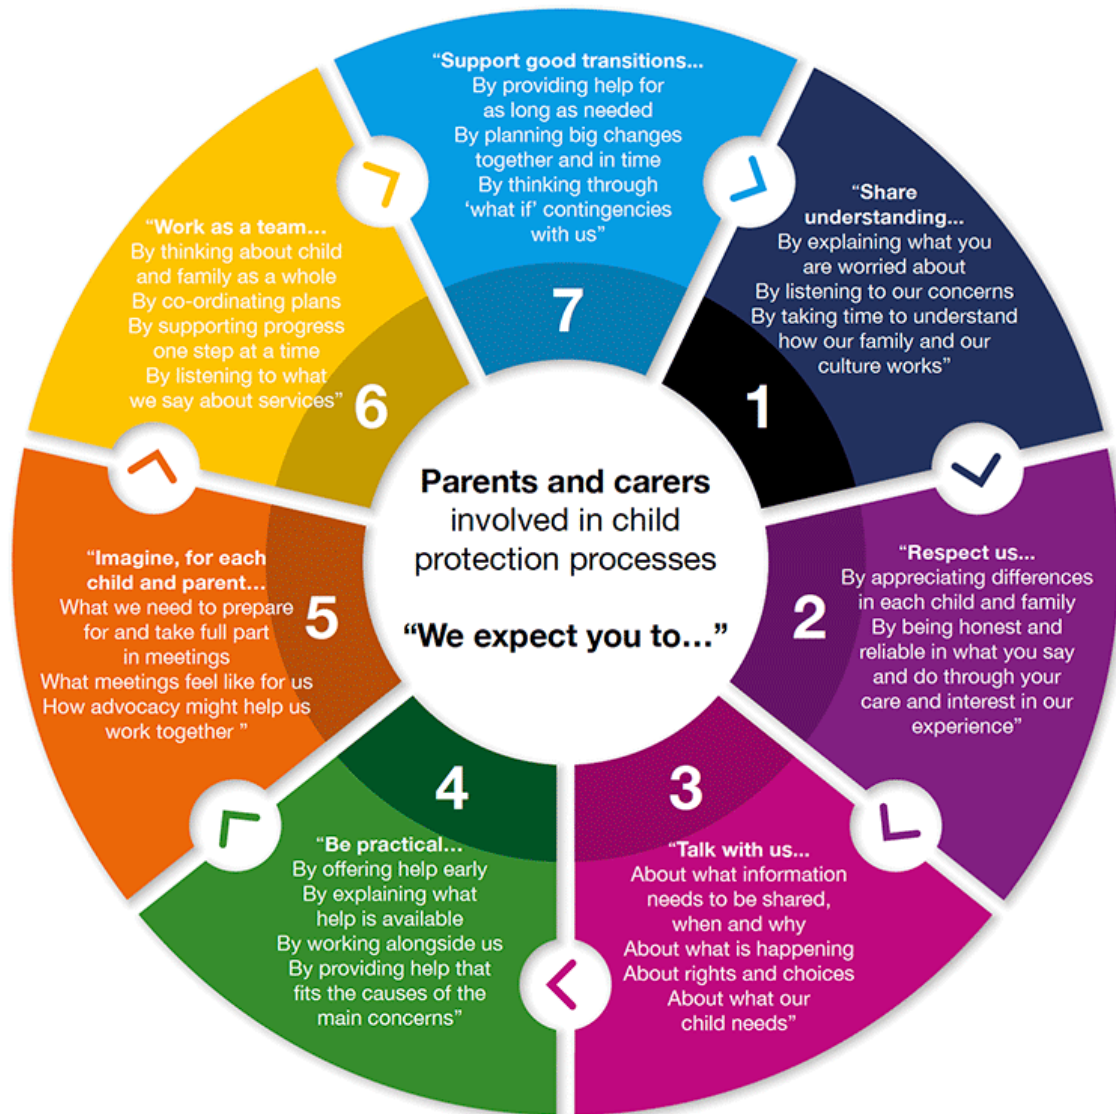 Parents and carers
involved in child
protection processes
“We expect you to...”
1
“Share
understanding...
By explaining what you
are worried about
By listening to our concerns
By taking time to understand
how our family and our
culture works”
2
“Respect us...
By appreciating differences
in each child and family
By being honest and
reliable in what you say
and do through your
care and interest in our
experience”
3
“Talk with us...
About what information
needs to be shared,
when and why
About what is happening
About rights and choices
About what our
child needs”
4
“Be practical...
By offering help early
By explaining what
help is available
By working alongside us
By providing help that
fits the causes of the
main concerns”
5
“Imagine, for each
child and parent...
What we need to prepare
for and take full part
in meetings
What meetings feel like for us
How advocacy might help us
work together ”
6
“Work as a team...
By thinking about child
and family as a whole
By co-ordinating plans
By supporting progress
one step at a time
By listening to what
we say about services”
7
“Support good transitions...
By providing help for
as long as needed
By planning big changes
together and in time
By thinking through
‘what if’ contingencies
with us”